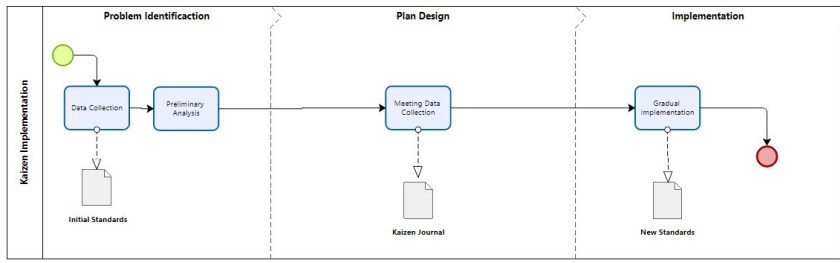 Problem Identificaction
Plan Design
Implementation
Kaizen Implementation
Data Collection
Preliminary
Analysis
Meeting Data
Collection
Gradual
Implementation
Initial Standards
Kaizen Journal
New Standards